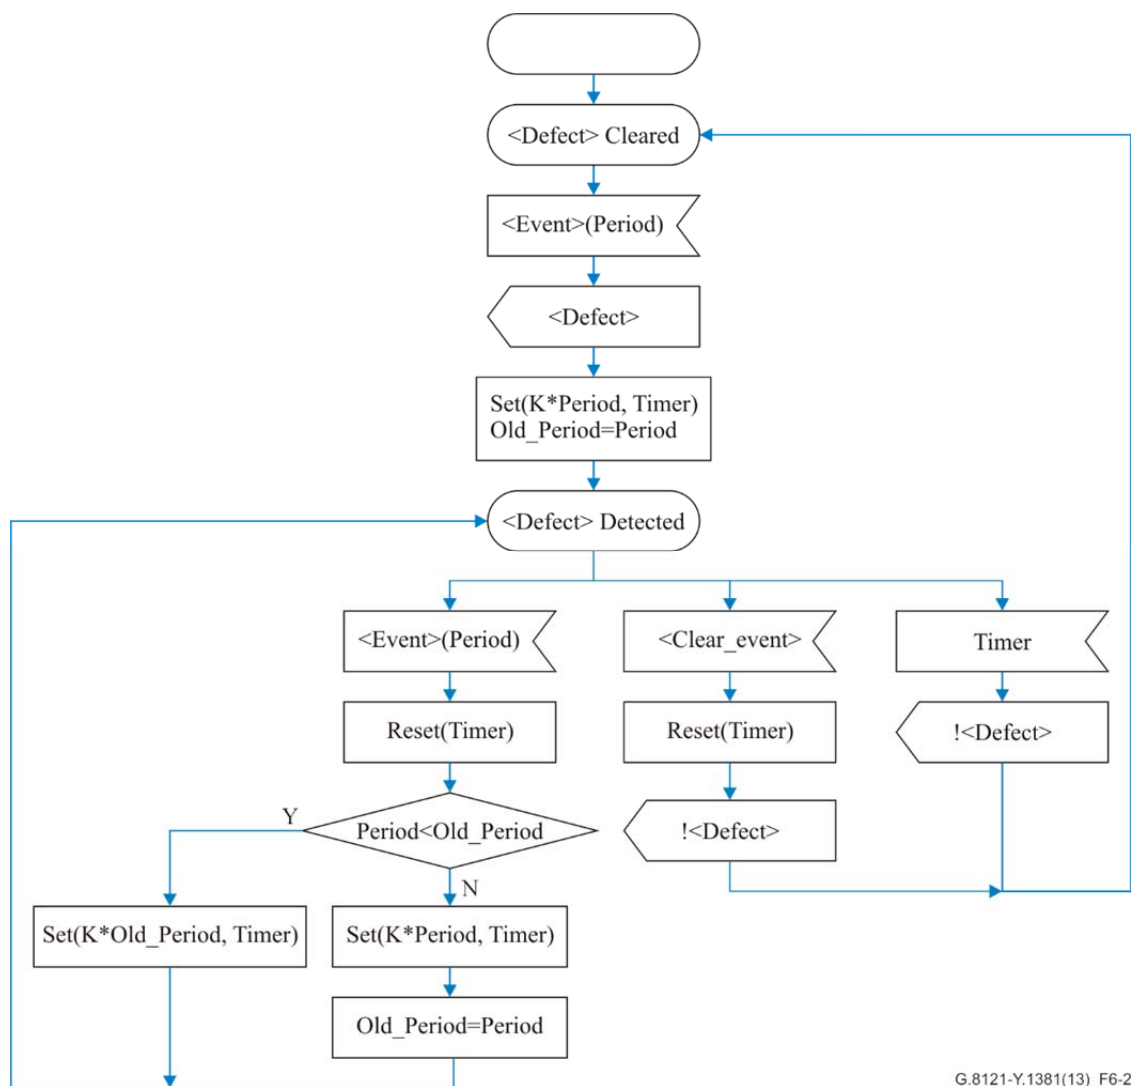 <Defect> Cleared
<Event>(Period)
<Defect>
Set(K*Period, Timer)
Old_Period=Period
<Defect> Detected
<Event>(Period)
<Clear_event>
Timer
Reset(Timer)
Reset(Timer)
!<Defect>
Y
Period<Old_Period
!<Defect>
N
Set(K*Old_Period, Timer)
Set(K*Period, Timer)
Old_Period=Period
G.8121-Y.1381(13)_F6-2